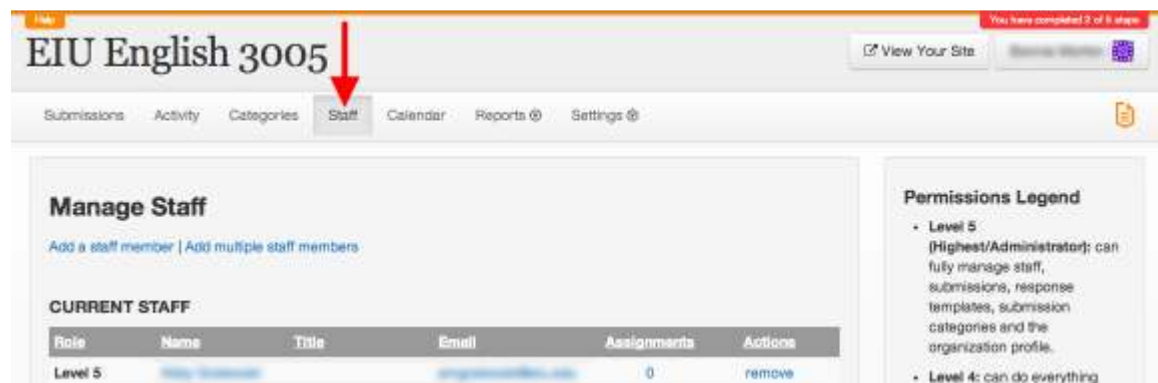 Help
You have completed 2 of 5 steps
EIU English 3005
View Your Site
Submissions Activity Categories Staff Calendar Reports Settings
Manage Staff
Add a staff member | Add multiple staff members
CURRENT STAFF
Role Name Title Email Assignments Actions
Level 5 0 remove
Permissions Legend
• Level 5
(Highest/Administrator): can
fully manage staff,
submissions, response
templates, submission
categories and the
organization profile.
• Level 4: can do everything